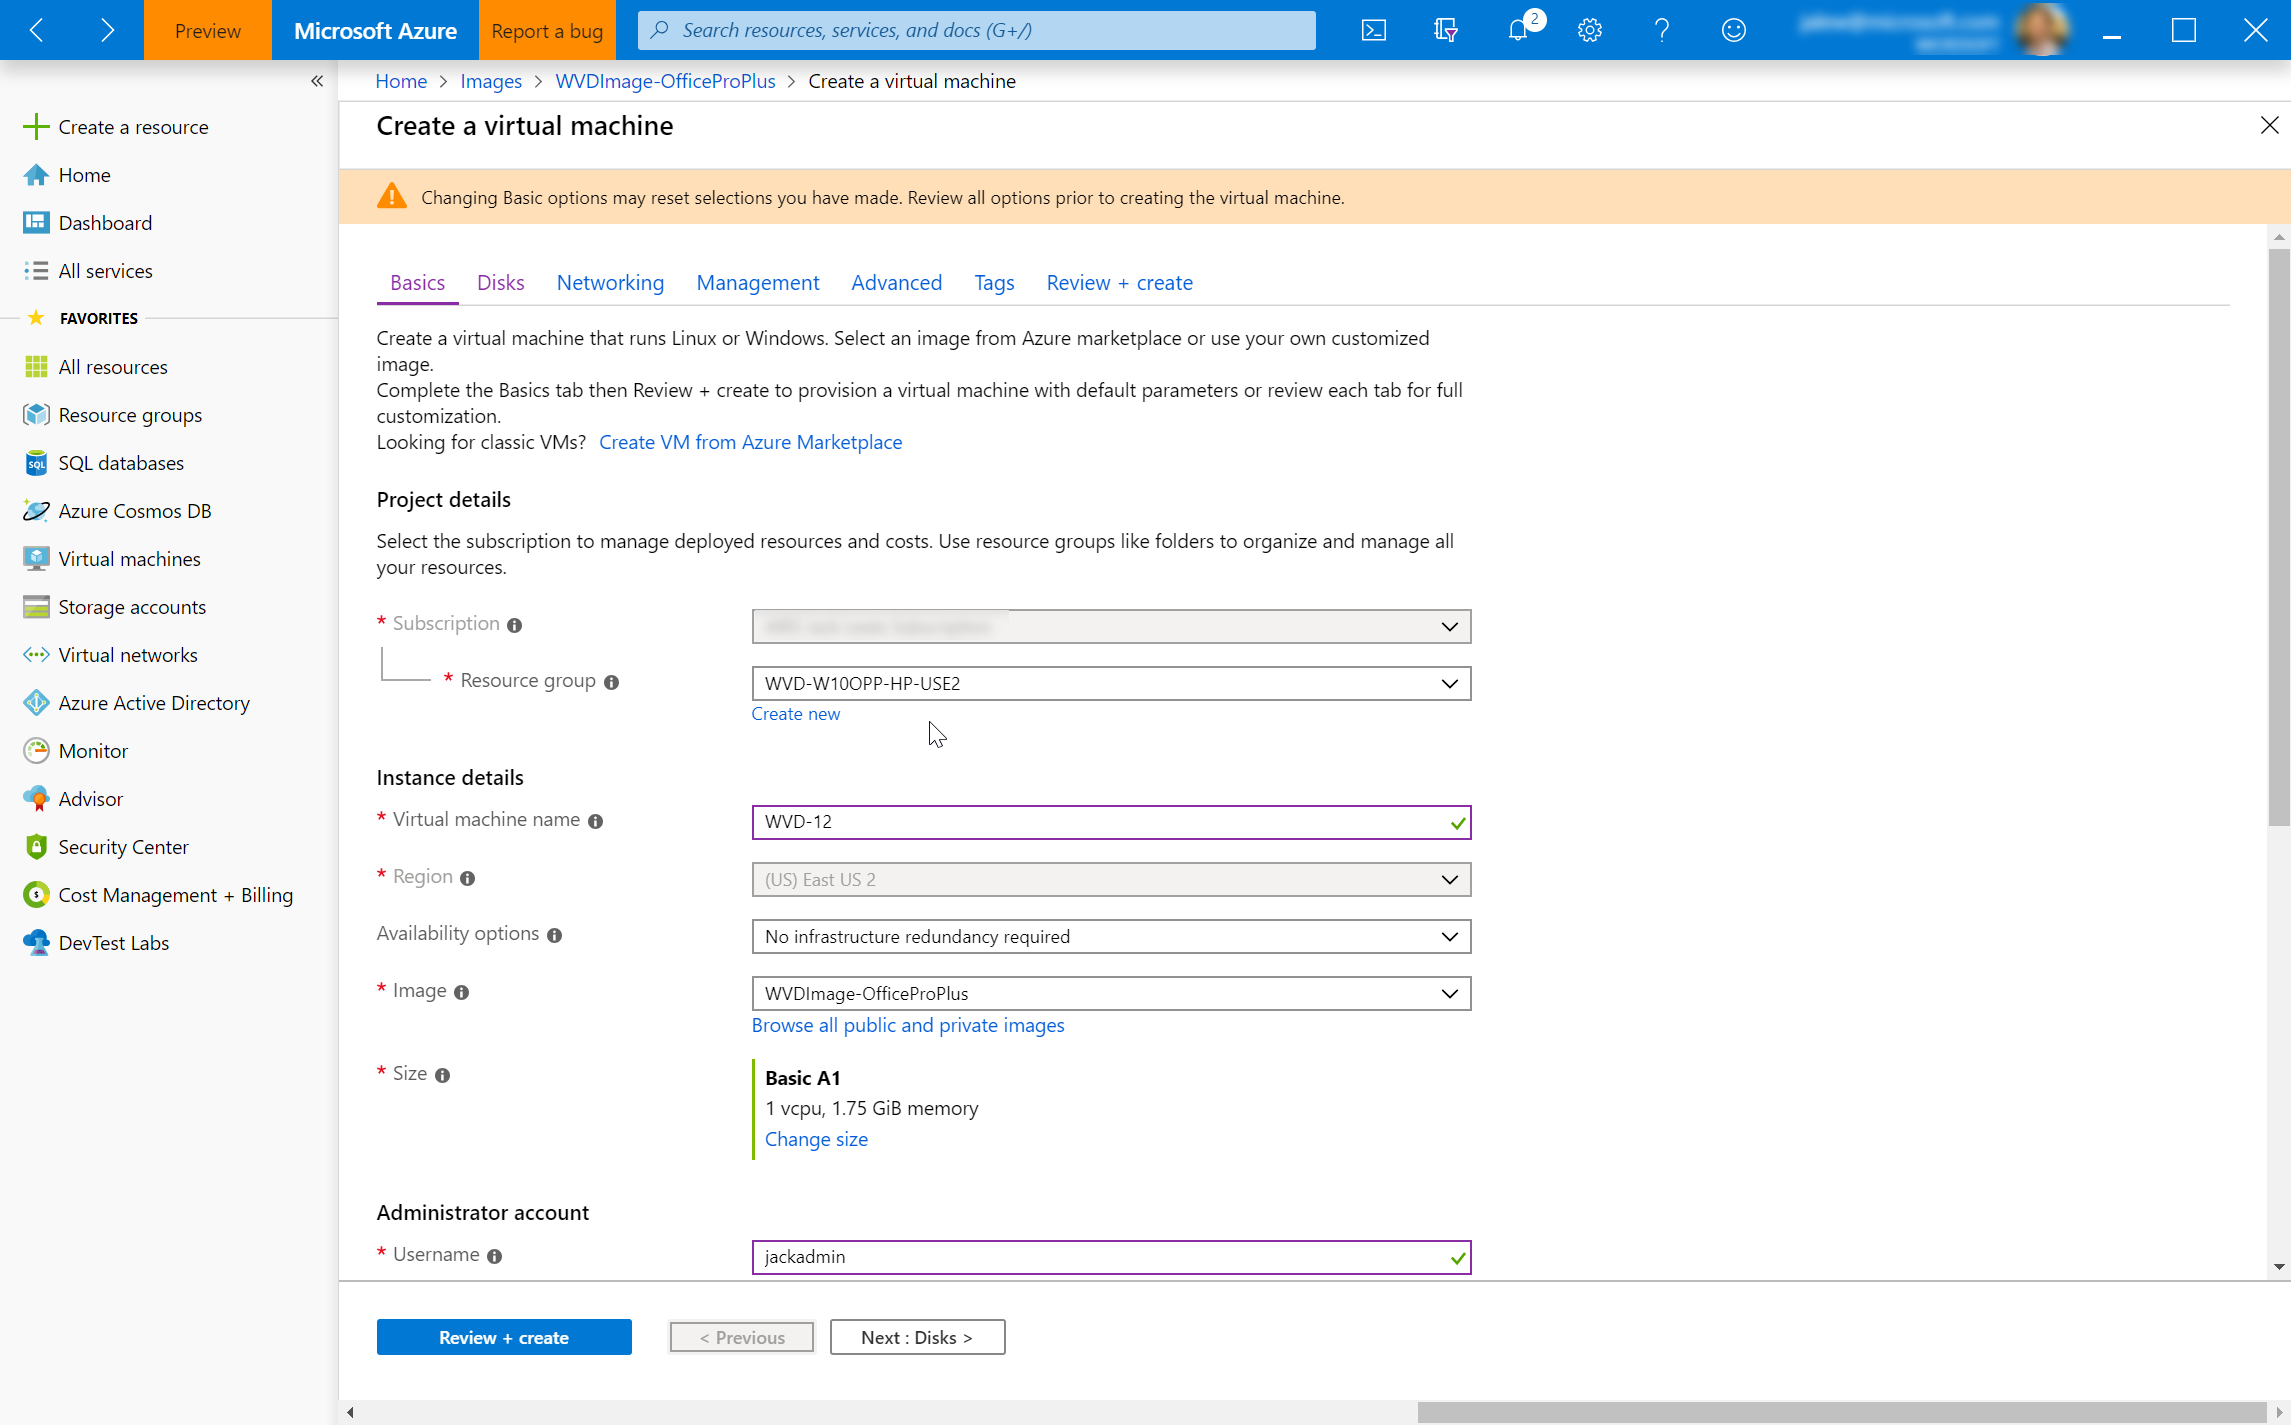 Preview
Microsoft Azure
Report a bug
Search resources, services, and docs (G+/)
2
Home > Images > WVDImage-OfficeProPlus > Create a virtual machine
Create a resource
Home
Dashboard
All services
FAVORITES
All resources
Resource groups
SQL databases
Azure Cosmos DB
Virtual machines
Storage accounts
Virtual networks
Azure Active Directory
Monitor
Advisor
Security Center
Cost Management + Billing
DevTest Labs
Create a virtual machine
Changing Basic options may reset selections you have made. Review all options prior to creating the virtual machine.
Basics Disks Networking Management Advanced Tags Review + create
Create a virtual machine that runs Linux or Windows. Select an image from Azure marketplace or use your own customized
image.
Complete the Basics tab then Review + create to provision a virtual machine with default parameters or review each tab for full
customization.
Looking for classic VMs? Create VM from Azure Marketplace
Project details
Select the subscription to manage deployed resources and costs. Use resource groups like folders to organize and manage all
your resources.
* Subscription
* Resource group WVD-W10OPP-HP-USE2
Create new
Instance details
* Virtual machine name WVD-12
* Region (US) East US 2
Availability options No infrastructure redundancy required
* Image WVDImage-OfficeProPlus
Browse all public and private images
* Size Basic A1
1 vcpu, 1.75 GiB memory
Change size
Administrator account
* Username jackadmin
Review + create < Previous Next : Disks >